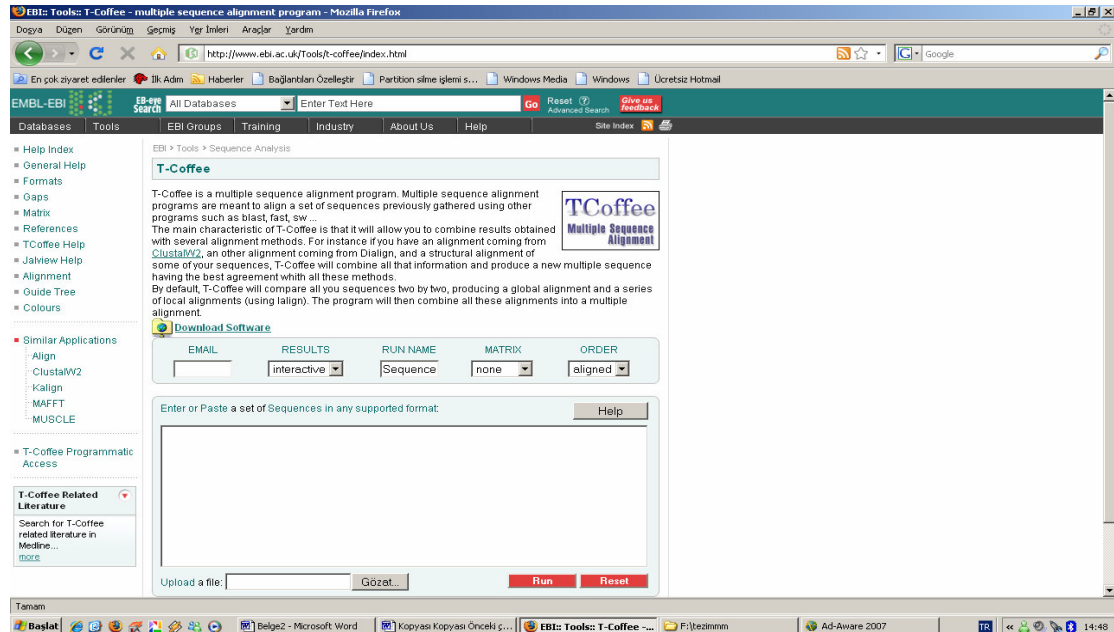 EBI:: Tools:: T-Coffee - multiple sequence alignment program - Mozilla Firefox
Dosya Düzen Görünüm Geçmiş Yer İmleri Araçlar Yardım
http://www.ebi.ac.uk/Tools/t-coffee/index.html
Google
En çok ziyaret edilenler İlk Adım Haberler Bağlantıları Özelleştir Partition silme işlemi s... Windows Media Windows Ücretsiz Hotmail
EMBL-EBI EB-eye Search All Databases Enter Text Here Go Reset Advanced Search Give us feedback
Databases Tools EBI Groups Training Industry About Us Help Site Index
Help Index
General Help
Formats
Gaps
Matrix
References
TCoffee Help
Jalview Help
Alignment
Guide Tree
Colours
Similar Applications
Align
ClustalW2
Kalign
MAFFT
MUSCLE
T-Coffee Programmatic
Access
T-Coffee Related
Literature
Search for T-Coffee
related literature in
Medline...
more
EBI > Tools > Sequence Analysis
T-Coffee
T-Coffee is a multiple sequence alignment program. Multiple sequence alignment
programs are meant to align a set of sequences previously gathered using other
programs such as blast, fast, sw ...
The main characteristic of T-Coffee is that it will allow you to combine results obtained
with several alignment methods. For instance if you have an alignment coming from
ClustalW2, an other alignment coming from Dialign, and a structural alignment of
some of your sequences, T-Coffee will combine all that information and produce a new multiple sequence
having the best agreement whith all these methods.
By default, T-Coffee will compare all you sequences two by two, producing a global alignment and a series
of local alignments (using lalign). The program will then combine all these alignments into a multiple
alignment.
TCoffee
Multiple Sequence
Alignment
Download Software
EMAIL RESULTS RUN NAME MATRIX ORDER
interactive Sequence none aligned
Enter or Paste a set of Sequences in any supported format:
Help
Upload a file: Gözat... Run Reset
Tamam
Başlat Belge2 - Microsoft Word Kopyası Kopyası Önceki ç... EBI:: Tools:: T-Coffee -... F:\tezimmm Ad-Aware 2007 TR 14:48